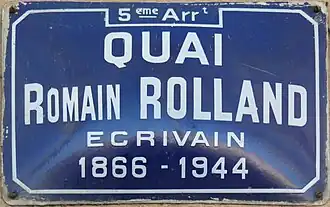 5eme Arrt
QUAI
ROMAIN ROLLAND
ECRIVAIN
1866 - 1944